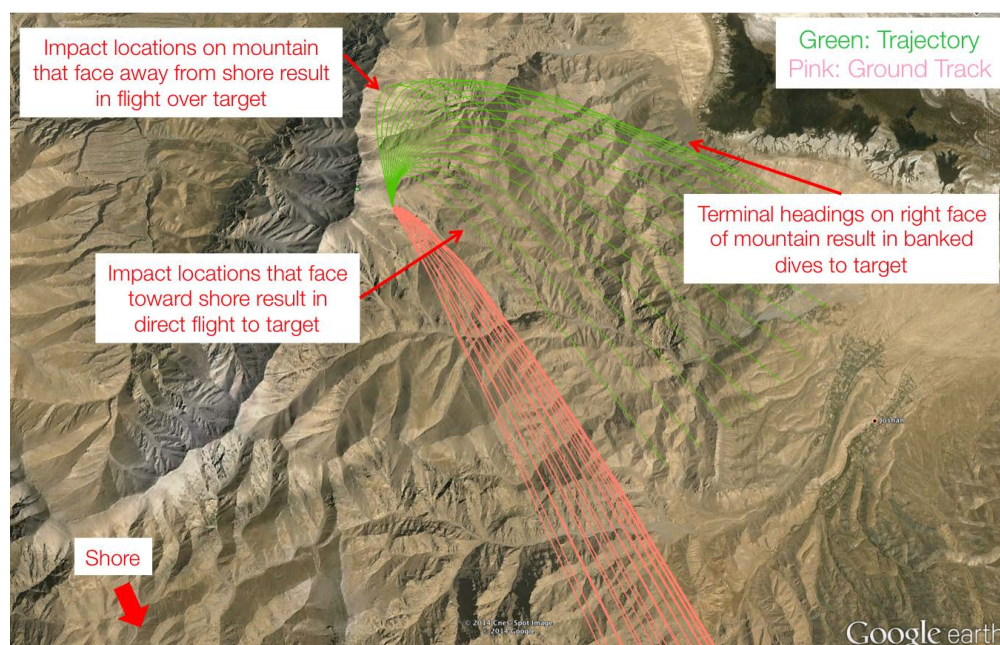 Impact locations on mountain
that face away from shore result
in flight over target
Green: Trajectory
Pink: Ground Track
Terminal headings on right face
of mountain result in banked
dives to target
Impact locations that face
toward shore result in
direct flight to target
Joshan
Shore
© 2014 Cnes/Spot Image
© 2014 Google
Google earth